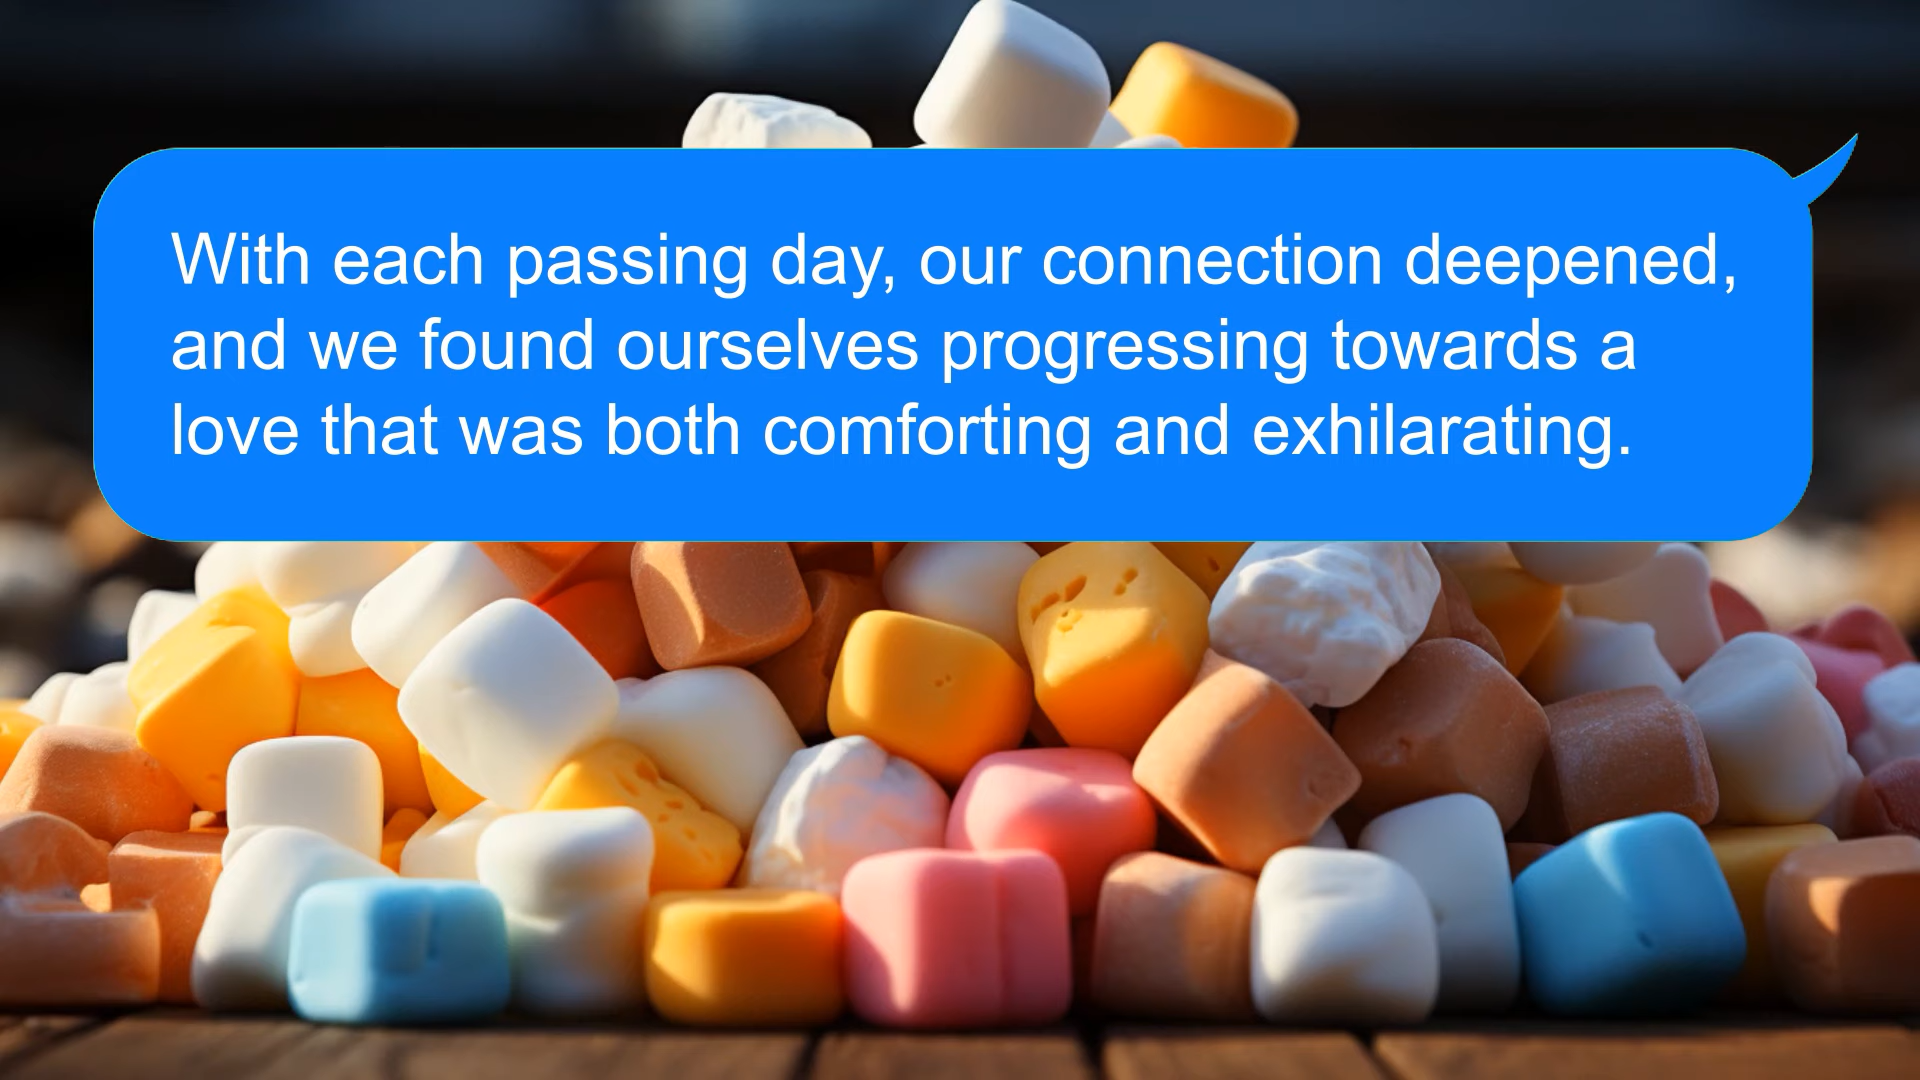 With each passing day, our connection deepened,
and we found ourselves progressing towards a
love that was both comforting and exhilarating.